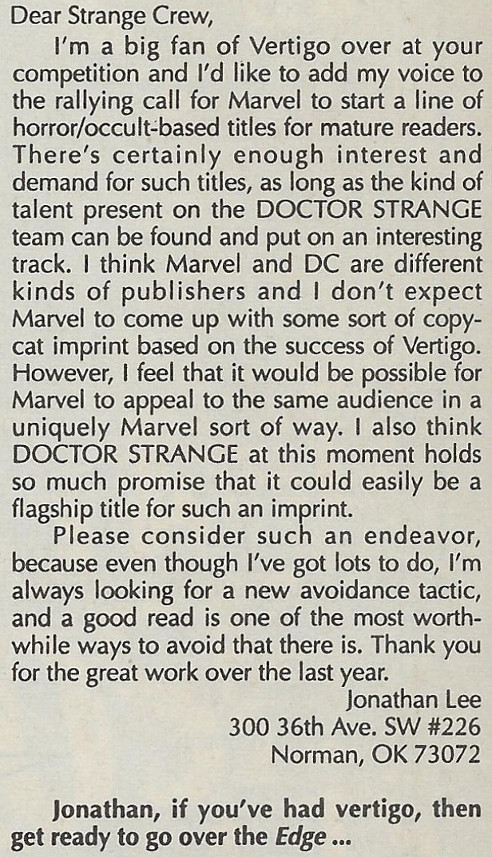 Dear Strange Crew,
I'm a big fan of Vertigo over at your
competition and I'd like to add my voice to
the rallying call for Marvel to start a line of
horror/occult-based titles for mature readers.
There's certainly enough interest and
demand for such titles, as long as the kind of
talent present on the DOCTOR STRANGE
team can be found and put on an interesting
track. I think Marvel and DC are different
kinds of publishers and I don't expect
Marvel to come up with some sort of copy-
cat imprint based on the success of Vertigo.
However, I feel that it would be possible for
Marvel to appeal to the same audience in a
uniquely Marvel sort of way. I also think
DOCTOR STRANGE at this moment holds
so much promise that it could easily be a
flagship title for such an imprint.
Please consider such an endeavor,
because even though I've got lots to do, I'm
always looking for a new avoidance tactic,
and a good read is one of the most worth-
while ways to avoid that there is. Thank you
for the great work over the last year.
Jonathan Lee
300 36th Ave. SW #226
Norman, OK 73072
Jonathan, if you've had vertigo, then
get ready to go over the Edge ...